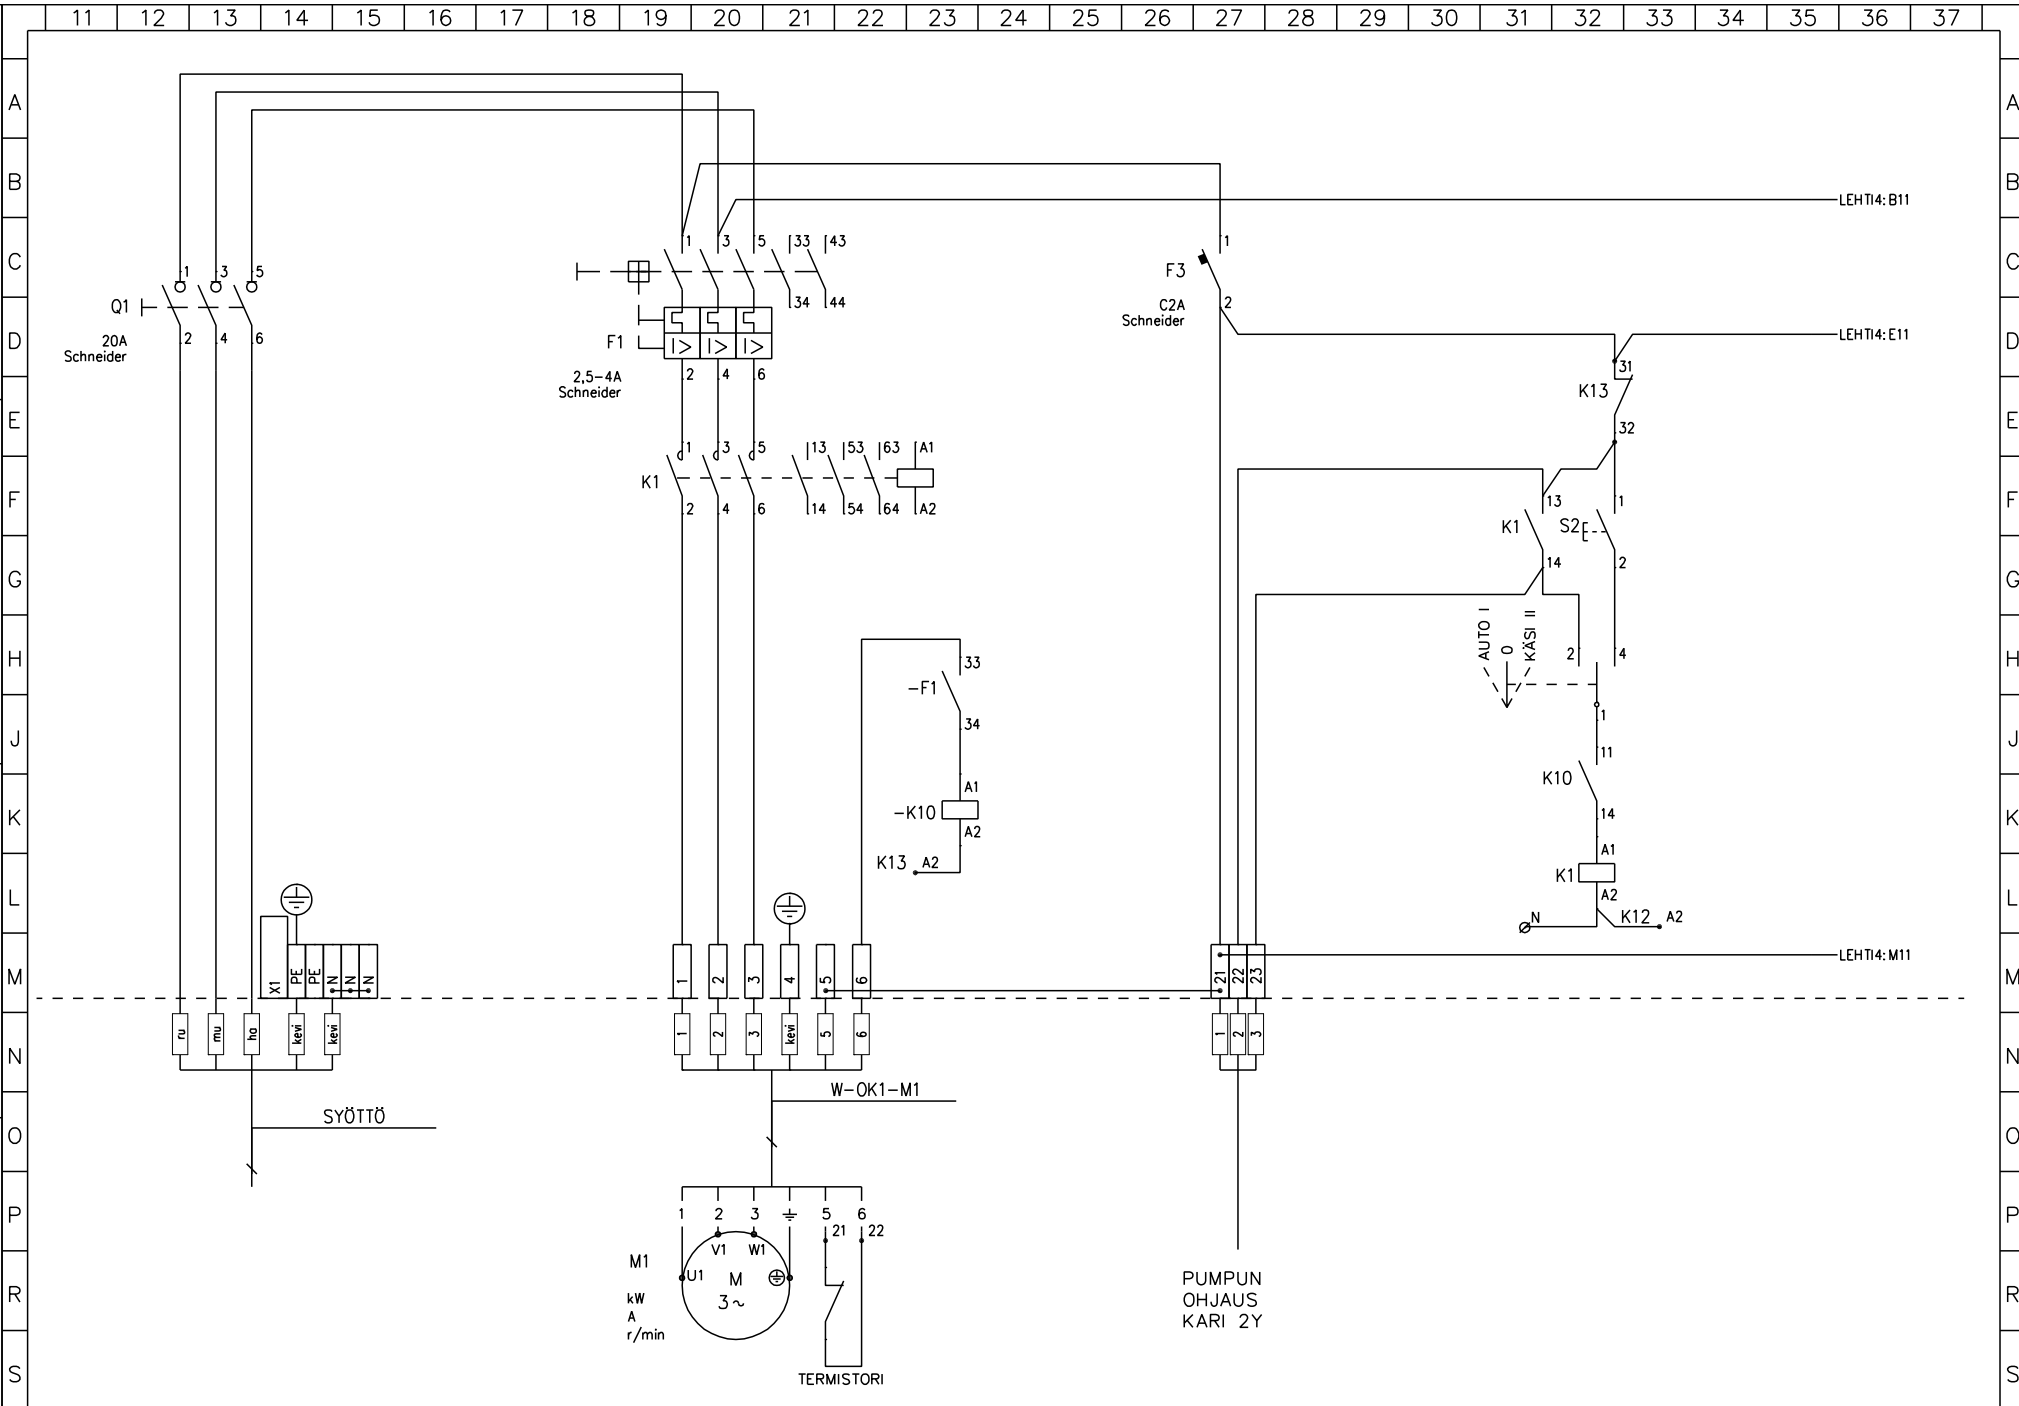 11 12 13 14 15 16 17 18 19 20 21 22 23 24 25 26 27 28 29 30 31 32 33 34 35 36 37
A A
B B
LEHTI4:B11
1 3 5 33 43 1
C C
1 3 5 F3
34 44
Q1 C2A 2
Schneider
20A 2 4 6 F1 I> I> I> LEHTI4:E11
Schneider
D D
2,5-4A 2 4 6 31
Schneider K13
E E
32
1 3 5 13 53 63 A1
K1
F F
2 4 6 14 54 64 A2 13 1
K1 S2
14 2
G G
AUTO I
0
KÄSI II
H H
33 2 4
-F1
34 1
J J
11
K10
A1
-K10 14
K K
A2
K13 A2 A1
K1
L L
A2
N K12 A2
LEHTI4:M11
M M
X1 PE PE N N N 1 2 3 4 5 6 21 22 23
ru mu ha kevi kevi 1 2 3 kevi 5 6 1 2 3
N N
W-OK1-M1
SYÖTTÖ
O O
P P
1 2 3 5 6
21 22
V1 W1
M1 U1 M
3~
kW
A
r/min
PUMPUN
OHJAUS
KARI 2Y
R R
S S
TERMISTORI